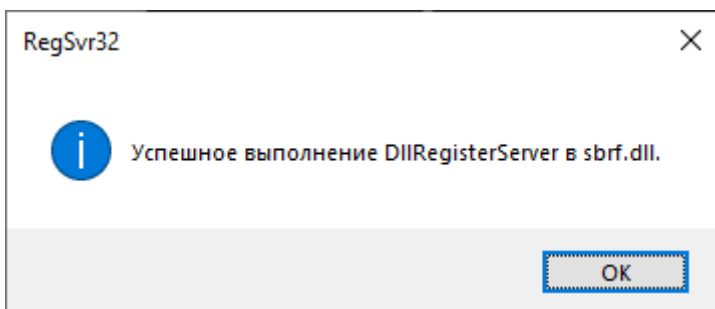 RegSvr32
Успешное выполнение DllRegisterServer в sbrf.dll.
OK